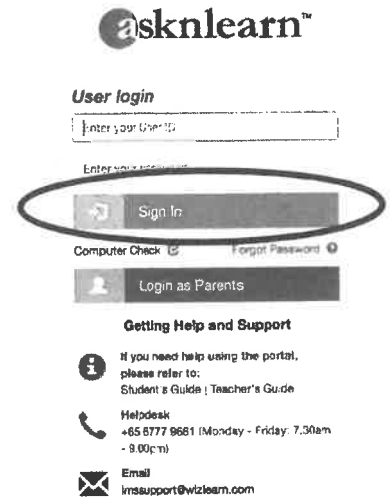 asknlearn™
User login
Enter your User ID
Enter your password
Sign In
Computer Check Forgot Password
Login as Parents
Getting Help and Support
If you need help using the portal,
please refer to:
Student's Guide | Teacher's Guide
Helpdesk
+65 6777 9661 (Monday - Friday: 7.30am
- 9.00pm)
Email
lmssupport@wizlearn.com